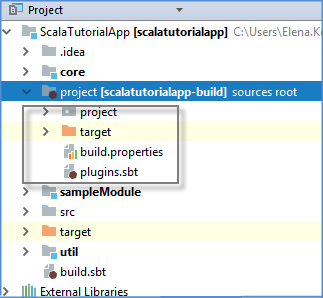 Project
ScalaTutorialApp [scalatutorialapp] C:\Users\Elena.
.idea
core
project [scalatutorialapp-build] sources root
project
target
build.properties
plugins.sbt
sampleModule
src
target
util
build.sbt
External Libraries